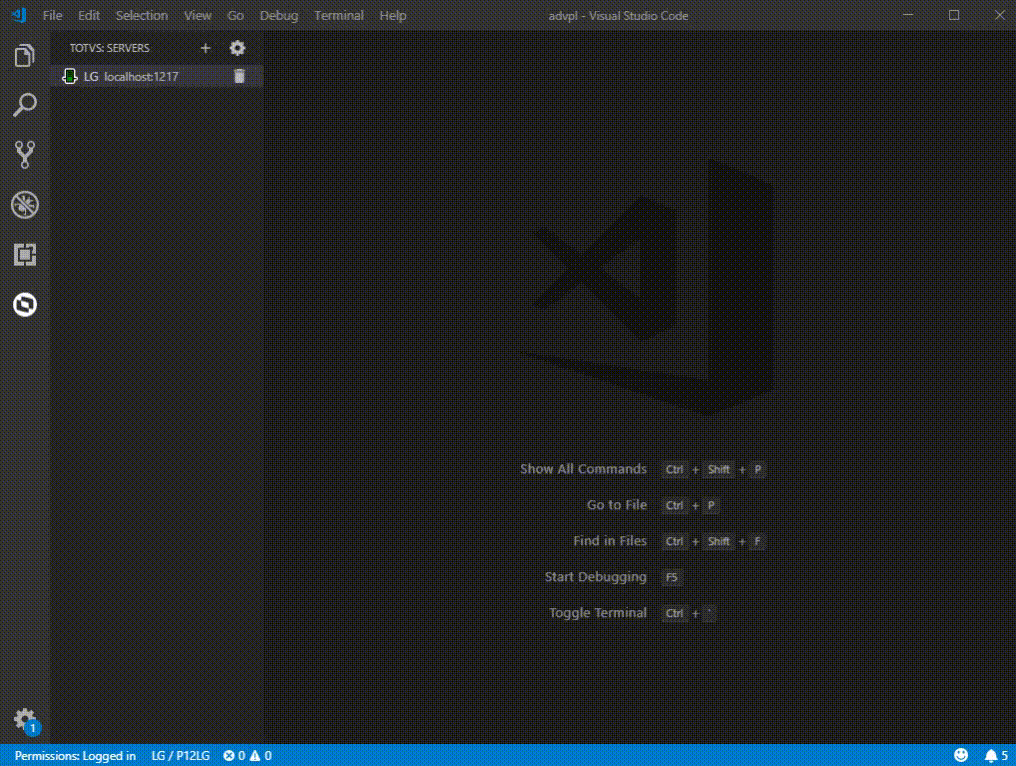 File Edit Selection View Go Debug Terminal Help advpl - Visual Studio Code
TOTVS: SERVERS
LG localhost:1217
Show All Commands Ctrl + Shift + P
Go to File Ctrl + P
Find in Files Ctrl + Shift + F
Start Debugging F5
Toggle Terminal Ctrl + `
1
Permissions: Logged in LG / P12LG 0 0 5